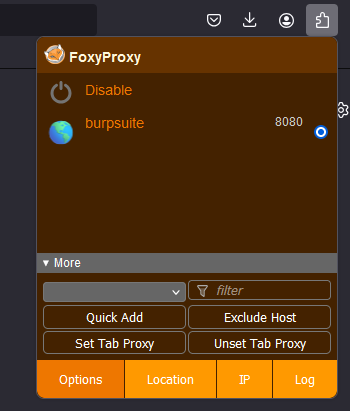 FoxyProxy
Disable
burpsuite 8080
▾ More
filter
Quick Add Exclude Host
Set Tab Proxy Unset Tab Proxy
Options Location IP Log